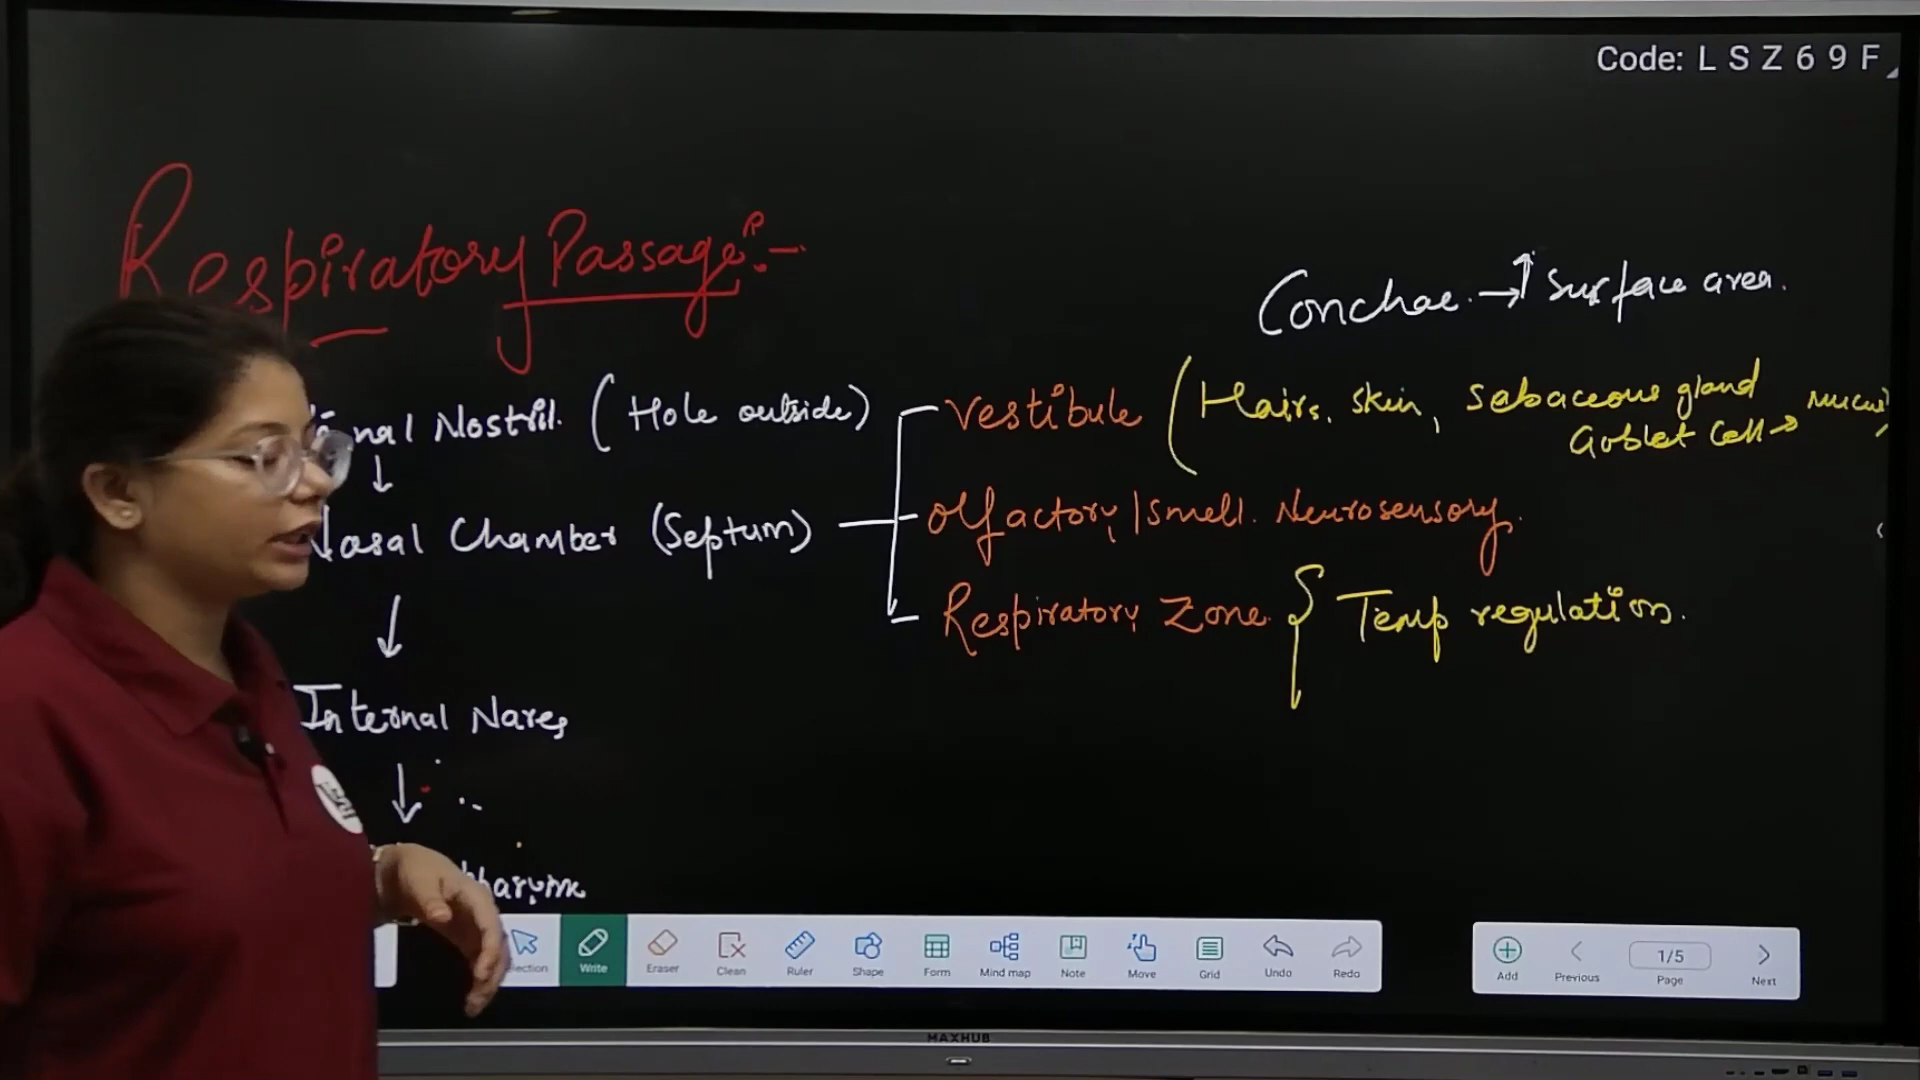 Code: L S Z 6 9 F
Respiratory Passage :-
Conchae. → ↑ Surface area.
nal Nostril. ( Hole outside)
Vestibule ( Hairs, skin, Sebaceous gland
Goblet Cell →
↓
Nasal Chamber (Septum)
Olfactory / Smell. Neurosensory.
Respiratory Zone { Temp regulation.
↓
Internal Nares
↓
Write
Eraser
Clean
Ruler
Shape
Form
Mind map
Note
Move
Grid
Undo
Redo
Add
Previous
1/5
Page
Next
MAXHUB